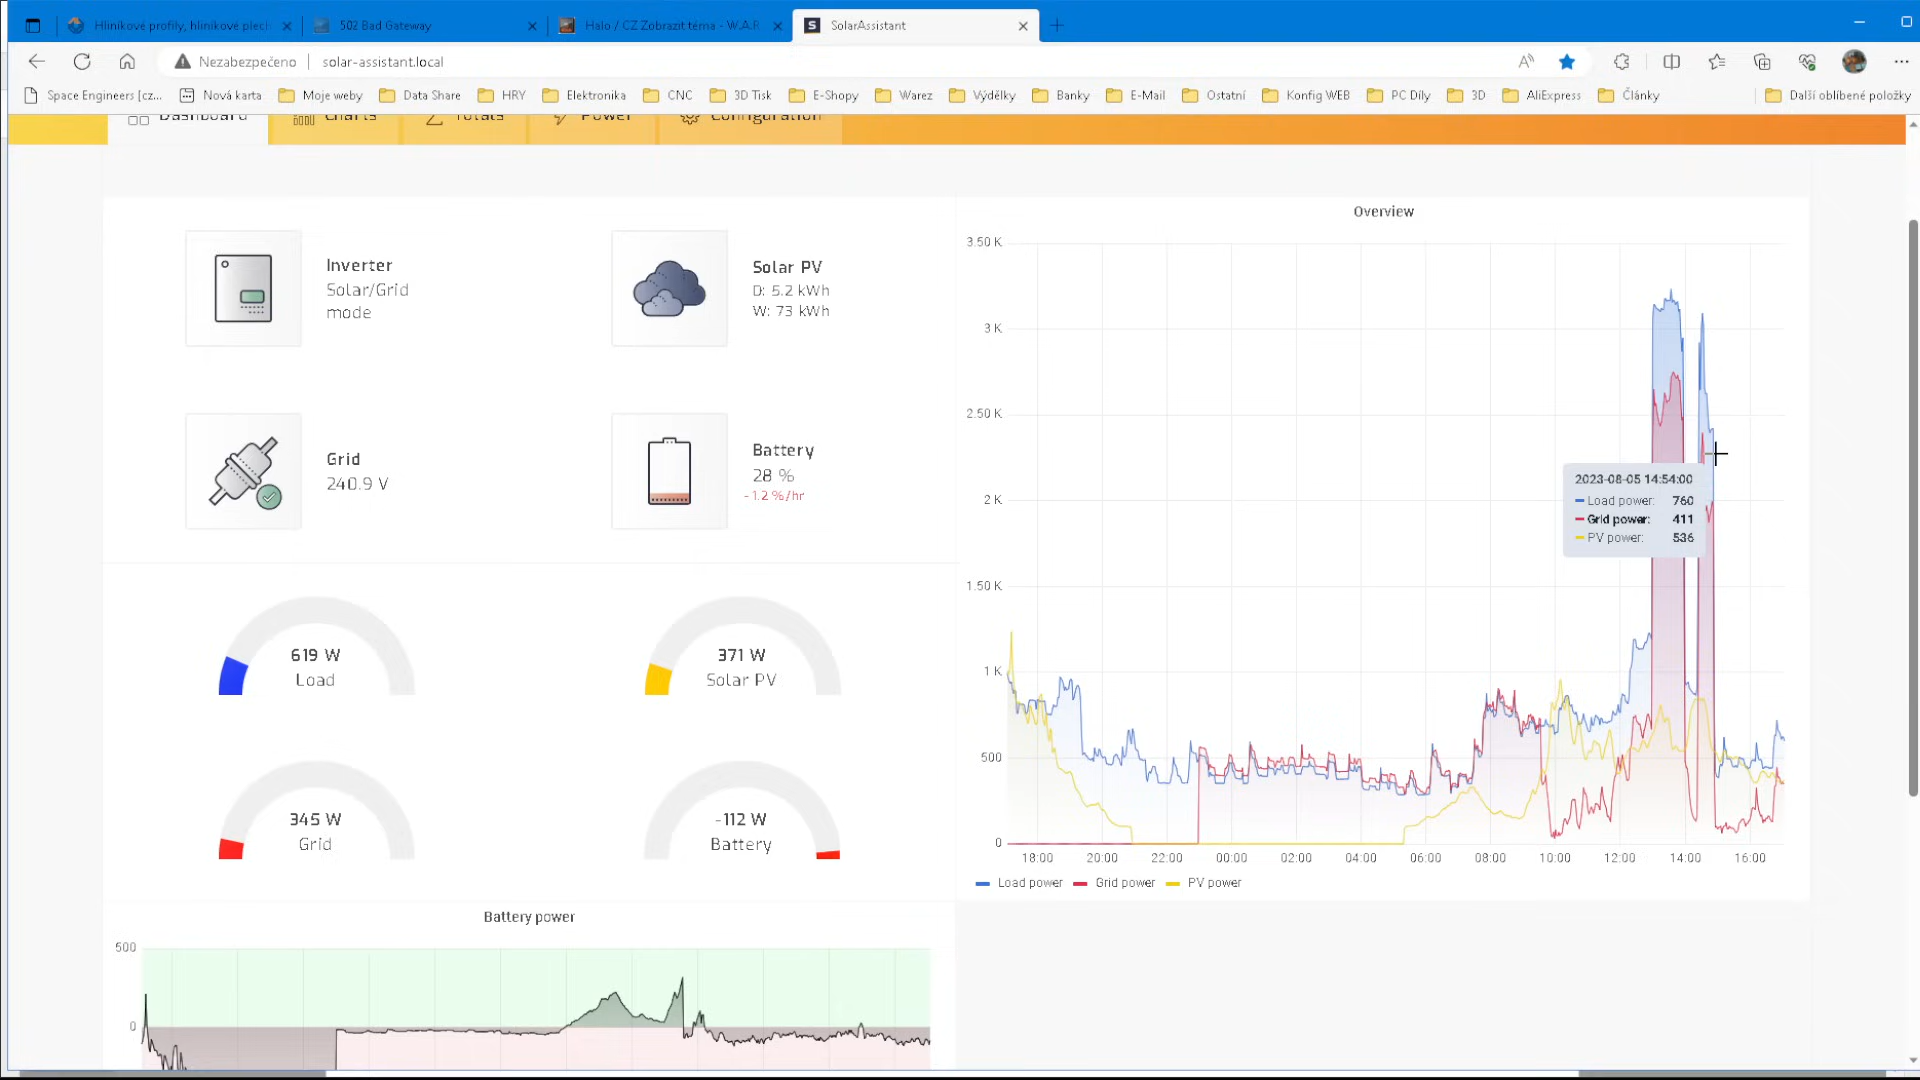 Hliníkové profily, hliníkové plech
502 Bad Gateway
Halo / CZ Zobrazit téma - W.A.R
SolarAssistant
Nezabezpečeno
solar-assistant.local
Space Engineers [cz...
Nová karta
Moje weby
Data Share
HRY
Elektronika
CNC
3D Tisk
E-Shopy
Warez
Výdělky
Banky
E-Mail
Ostatní
Konfig WEB
PC Díly
3D
AliExpress
Články
Další oblíbené položky
Dashboard
Charts
Totals
Power
Configuration
Inverter
Solar/Grid
mode
Solar PV
D: 5.2 kWh
W: 73 kWh
Grid
240.9 V
Battery
28 %
-1.2 %/hr
619 W
Load
371 W
Solar PV
345 W
Grid
-112 W
Battery
Battery power
500
0
Overview
3.50 K
3 K
2.50 K
2 K
1.50 K
1 K
500
0
2023-08-05 14:54:00
Load power: 760
Grid power: 411
PV power: 536
18:00 20:00 22:00 00:00 02:00 04:00 06:00 08:00 10:00 12:00 14:00 16:00
Load power Grid power PV power